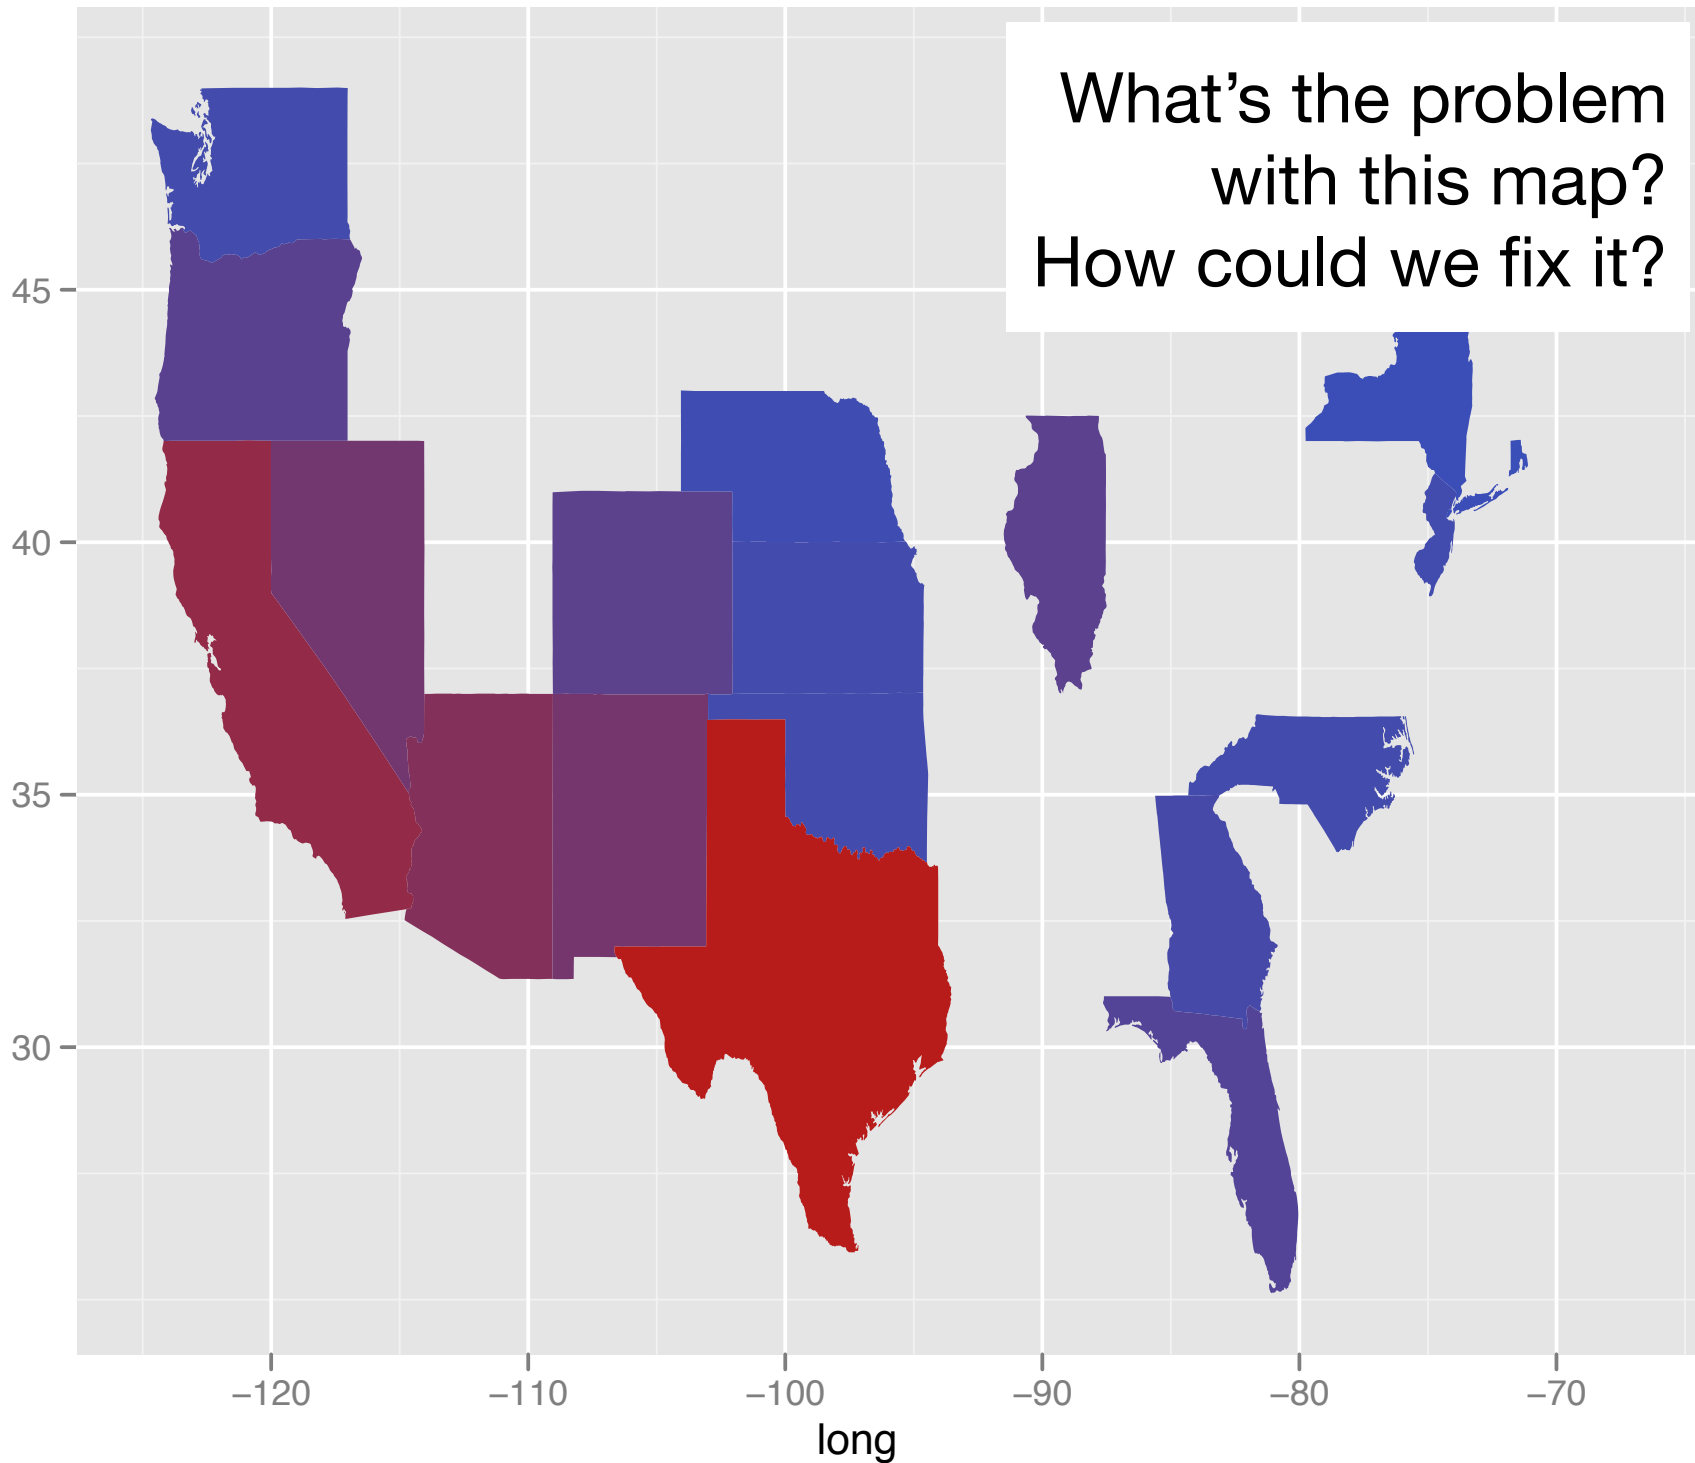 What’s the problem
with this map?
How could we fix it?
45
40
35
30
−120
−110
−100
−90
−80
−70
long